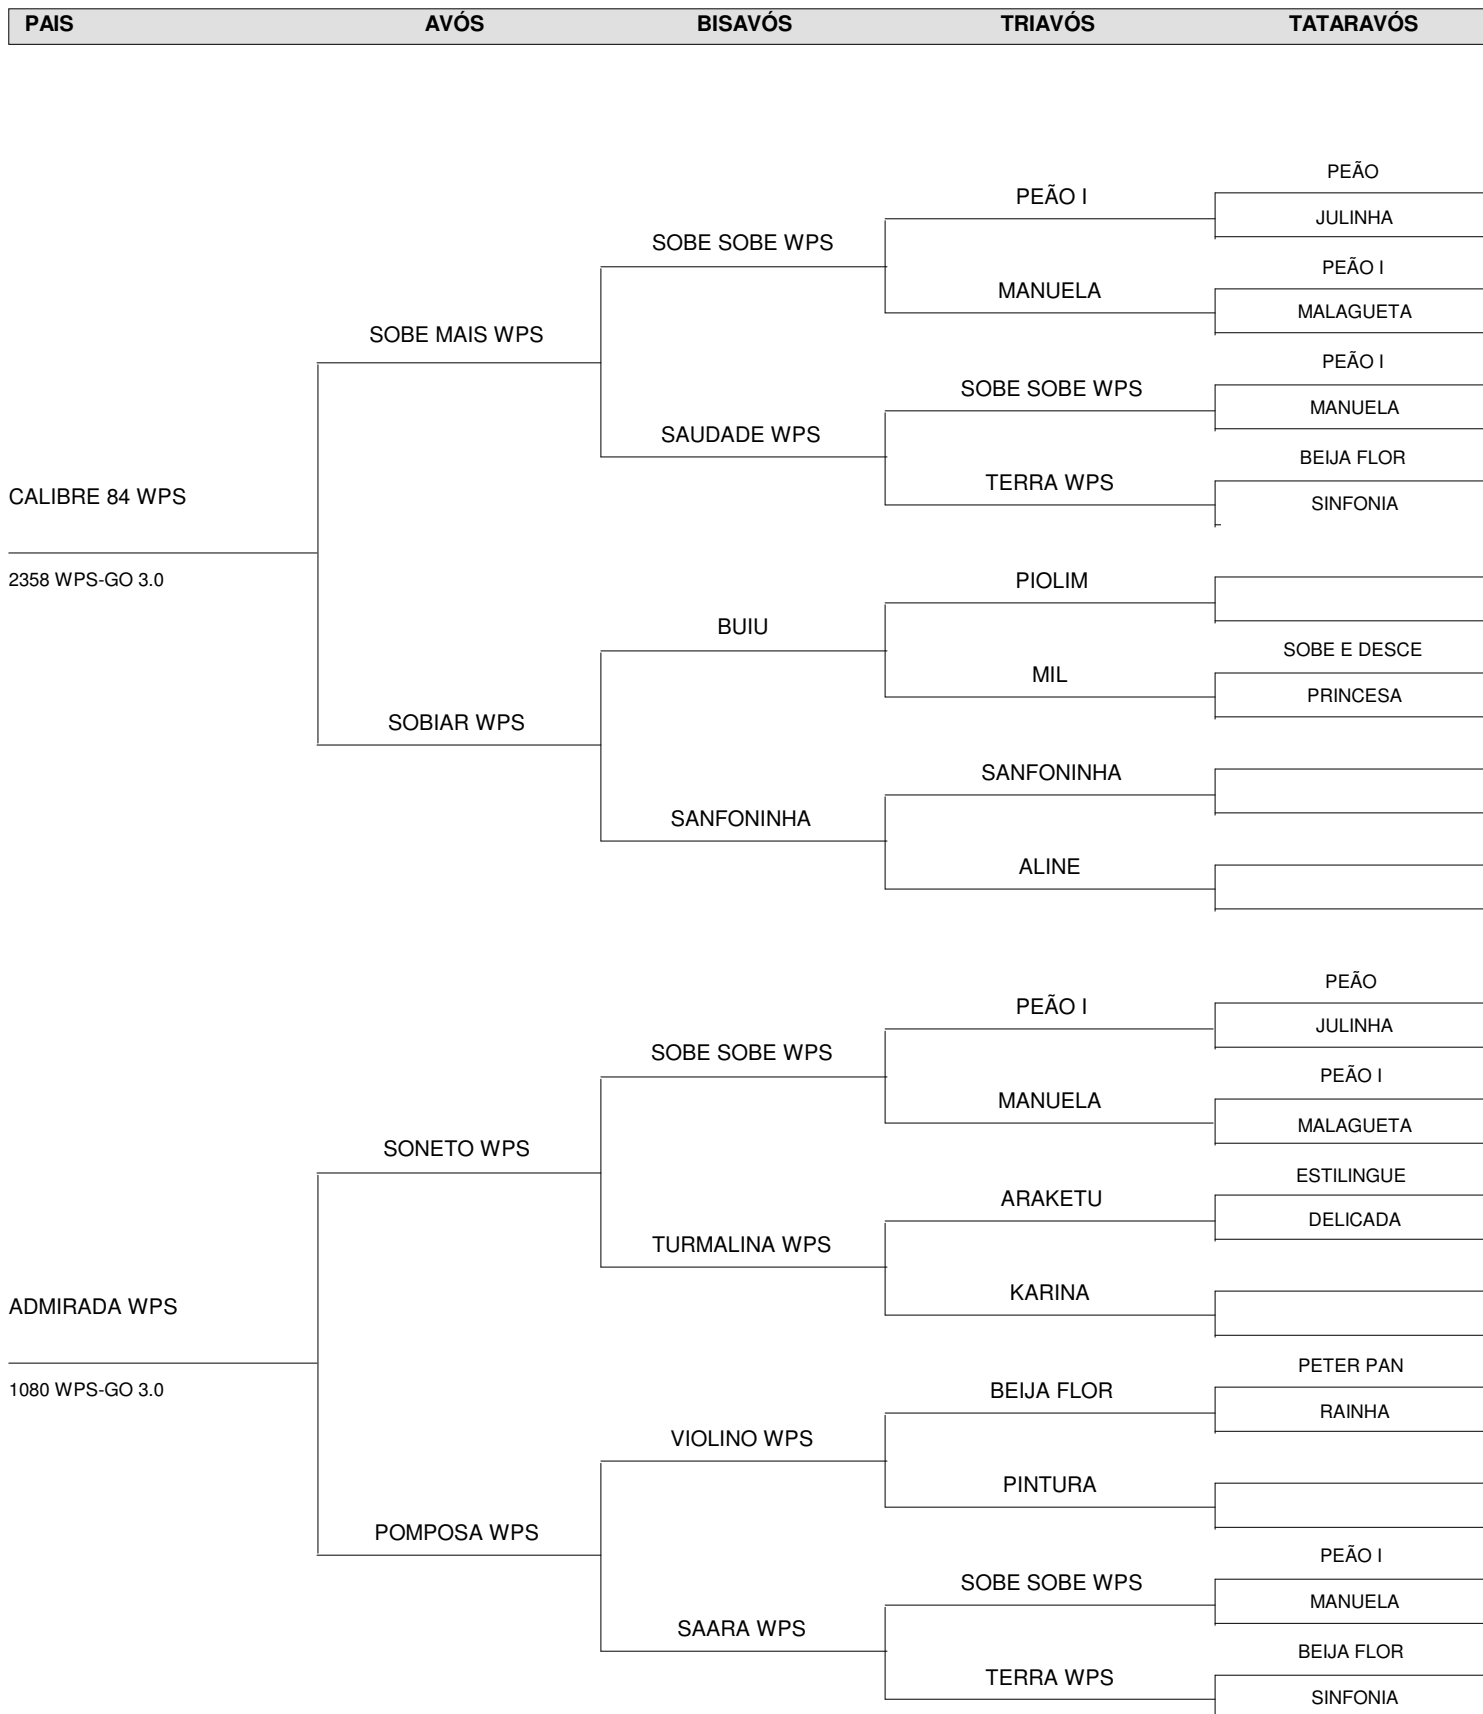 PAIS AVÓS BISAVÓS TRIAVÓS TATARAVÓS
PEÃO
PEÃO I
JULINHA
SOBE SOBE WPS
PEÃO I
MANUELA
MALAGUETA
SOBE MAIS WPS
PEÃO I
SOBE SOBE WPS
MANUELA
SAUDADE WPS
BEIJA FLOR
TERRA WPS
CALIBRE 84 WPS
SINFONIA
2358 WPS-GO 3.0
PIOLIM
BUIU
SOBE E DESCE
MIL
PRINCESA
SOBIAR WPS
SANFONINHA
SANFONINHA
ALINE
PEÃO
PEÃO I
JULINHA
SOBE SOBE WPS
PEÃO I
MANUELA
MALAGUETA
SONETO WPS
ESTILINGUE
ARAKETU
DELICADA
TURMALINA WPS
KARINA
ADMIRADA WPS
PETER PAN
1080 WPS-GO 3.0
BEIJA FLOR
RAINHA
VIOLINO WPS
PINTURA
POMPOSA WPS
PEÃO I
SOBE SOBE WPS
MANUELA
SAARA WPS
BEIJA FLOR
TERRA WPS
SINFONIA